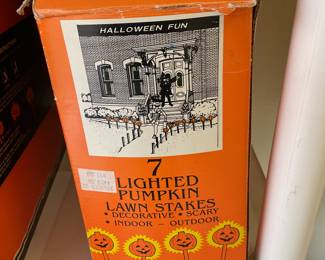 HALLOWEEN FUN
7
LIGHTED
PUMPKIN
LAWN STAKES
• DECORATIVE • SCARY
• INDOOR – OUTDOOR